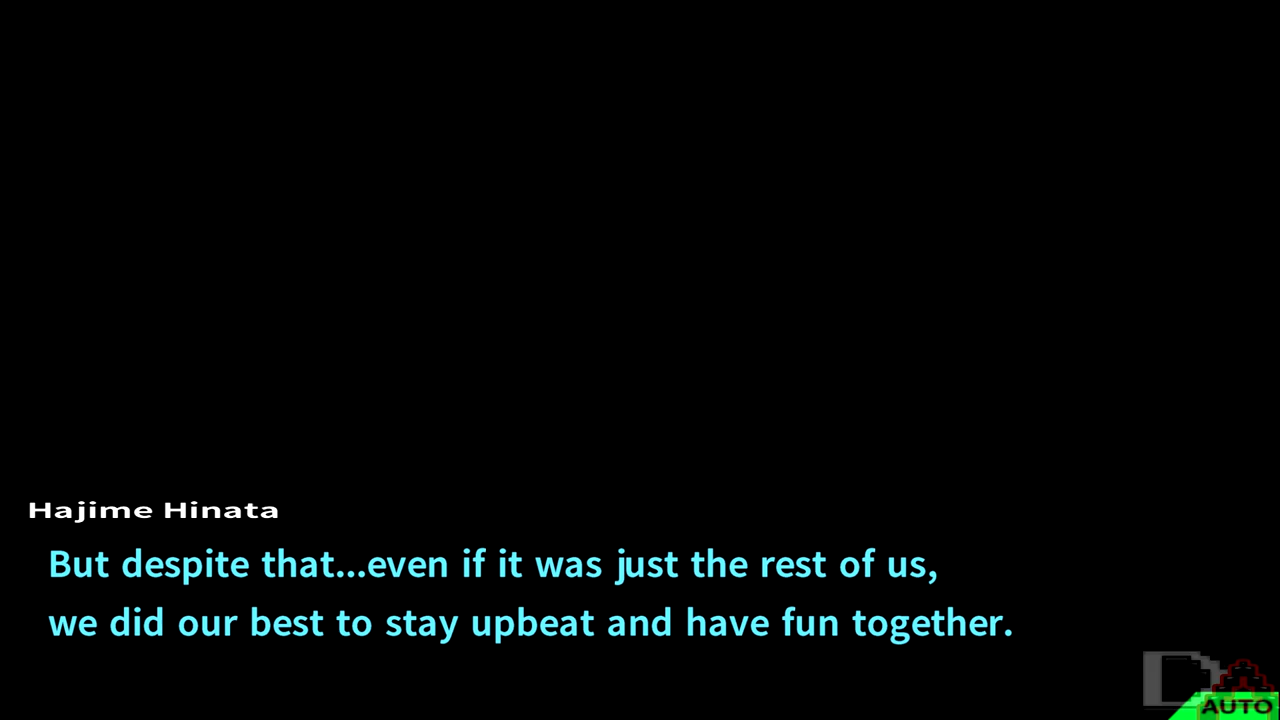 Hajime Hinata
But despite that...even if it was just the rest of us,
we did our best to stay upbeat and have fun together.
AUTO